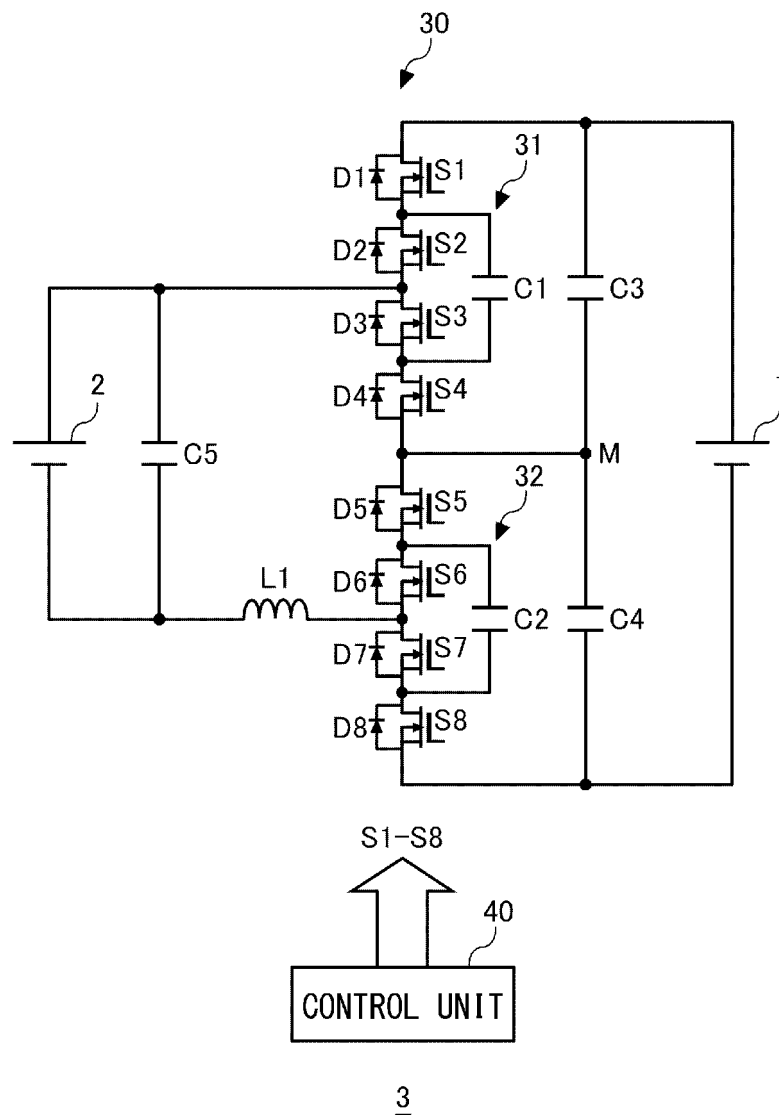 30
31
D1
S1
D2
S2
C1
C3
D3
S3
2
D4
S4
C5
M
32
D5
S5
L1
D6
S6
C2
C4
D7
S7
D8
S8
S1-S8
40
CONTROL UNIT
3